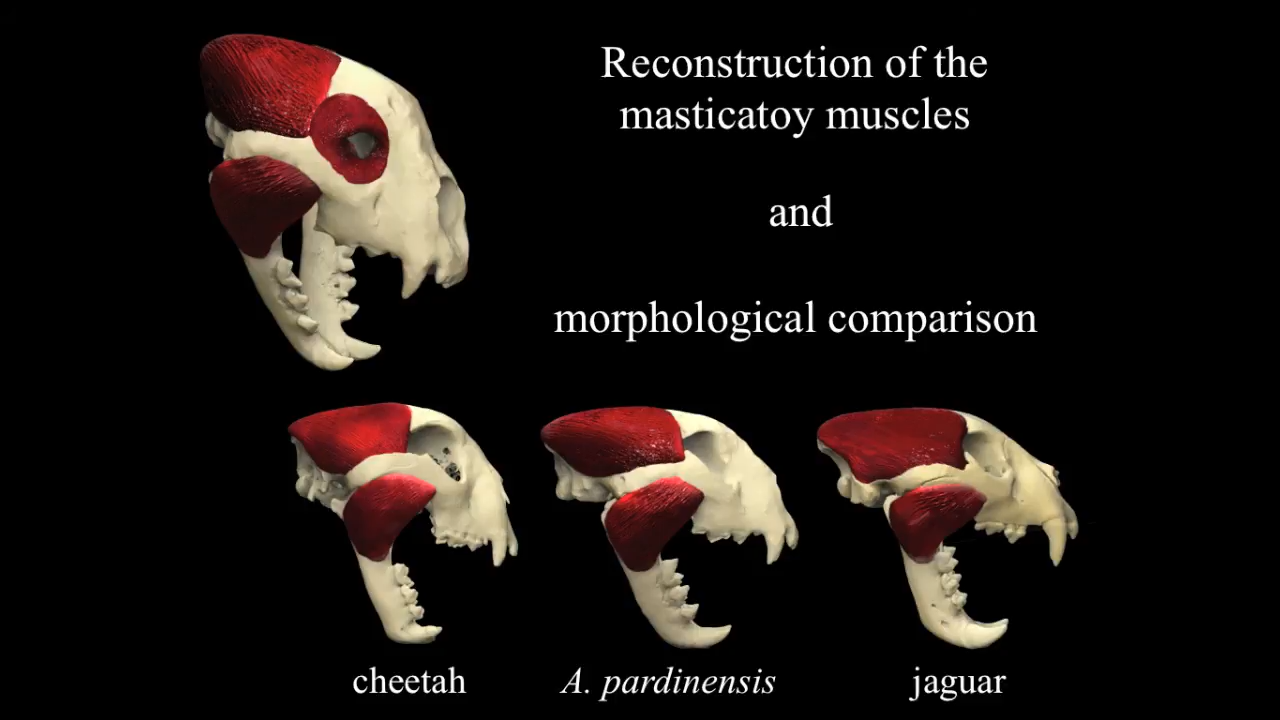 Reconstruction of the
masticatoy muscles
and
morphological comparison
cheetah
A. pardinensis
jaguar